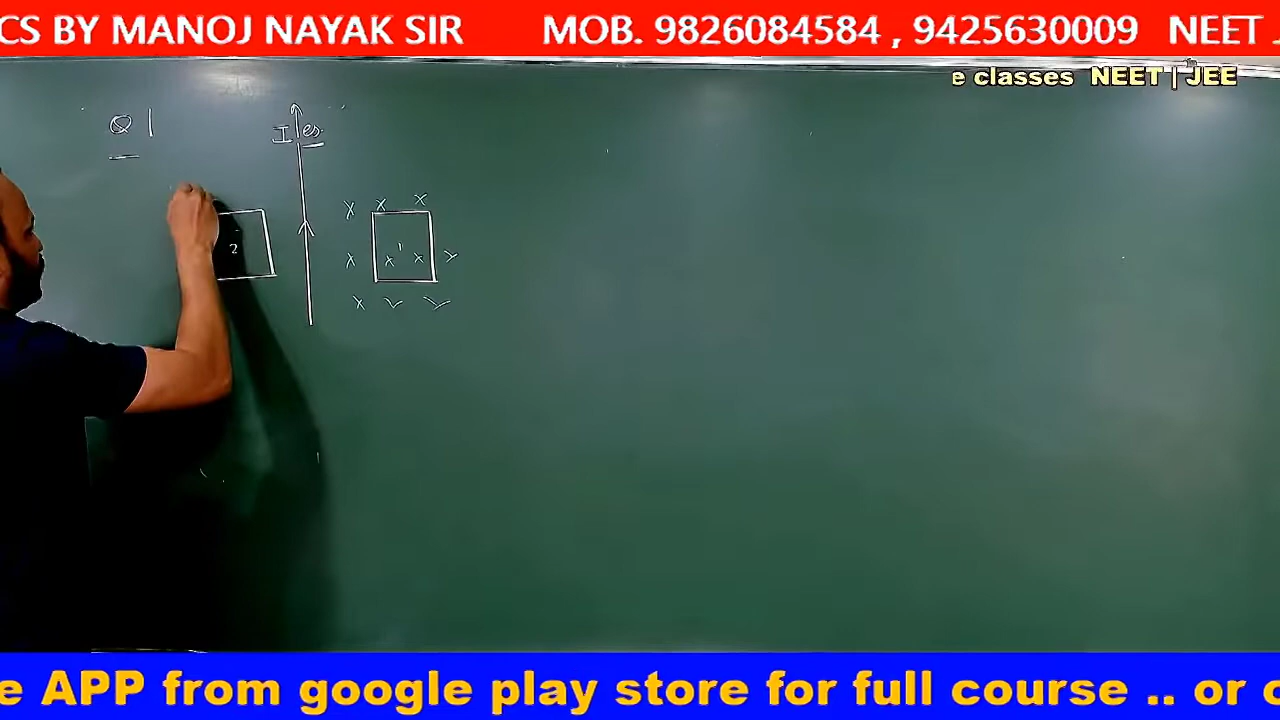 CS BY MANOJ NAYAK SIR MOB. 9826084584 , 9425630009 NEET J
e classes NEET | JEE
Q 1
I es.
x x x
2
1
x x x x
x x x
e APP from google play store for full course .. or c